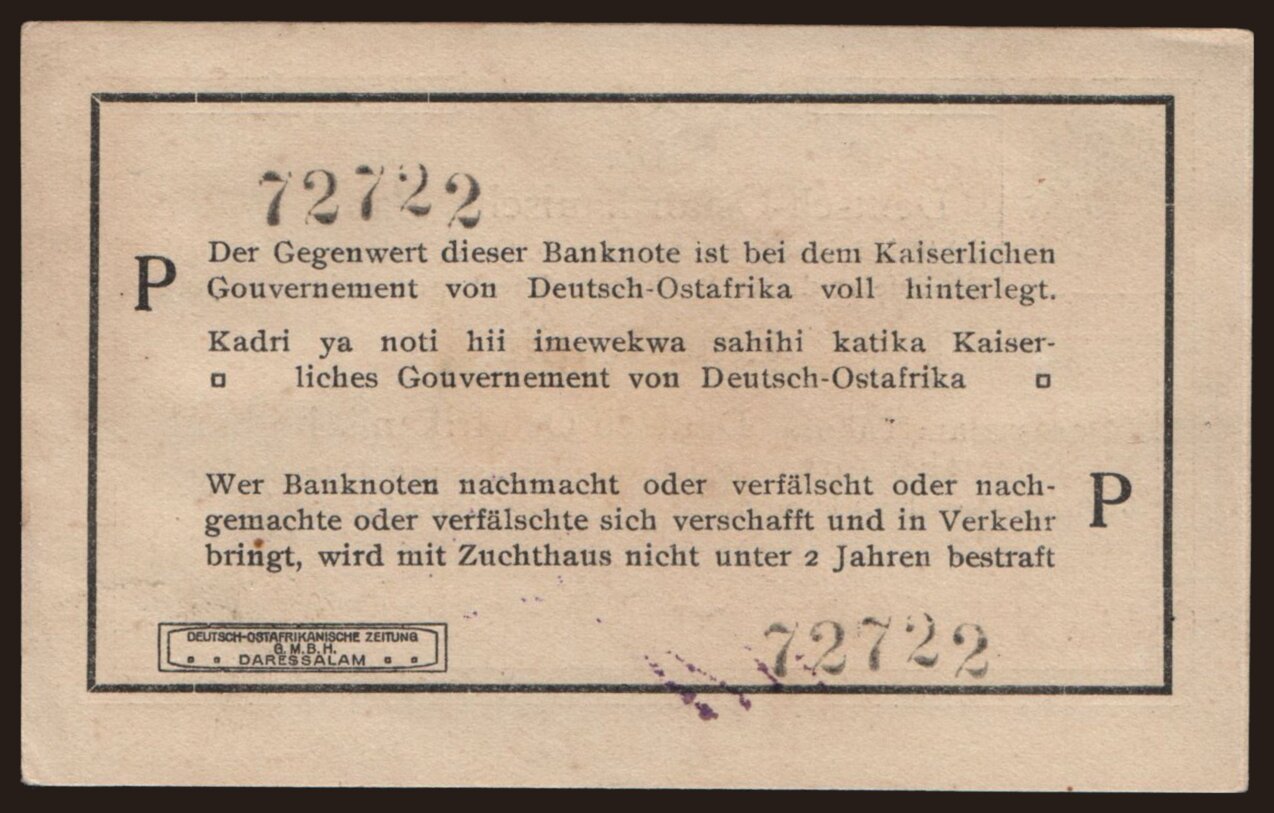 72722
P
Der Gegenwert dieser Banknote ist bei dem Kaiserlichen
Gouvernement von Deutsch-Ostafrika voll hinterlegt.
Kadri ya noti hii imewekwa sahihi katika Kaiser-
liches Gouvernement von Deutsch-Ostafrika
Wer Banknoten nachmacht oder verfälscht oder nach-
gemachte oder verfälschte sich verschafft und in Verkehr
bringt, wird mit Zuchthaus nicht unter 2 Jahren bestraft
P
DEUTSCH-OSTAFRIKANISCHE ZEITUNG
G.M.B.H.
DARESSALAM
72722